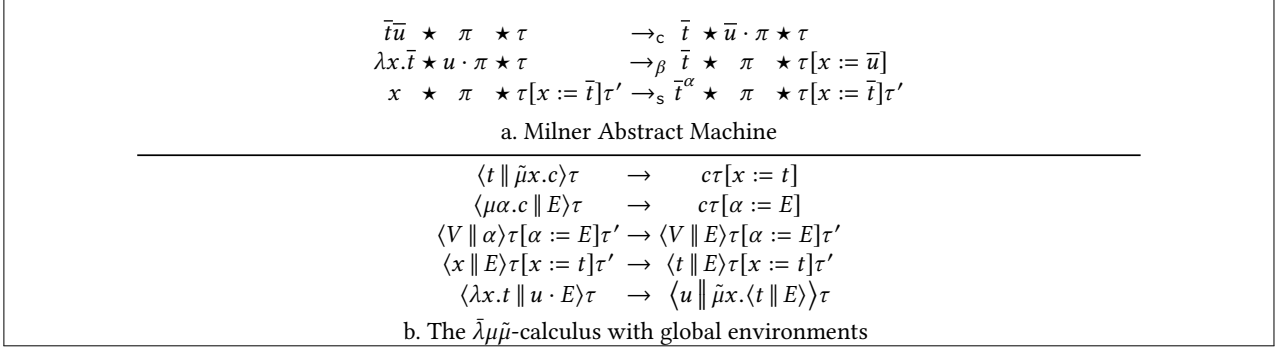 t̅u̅ ⋆ π ⋆ τ →c t̅ ⋆ u̅ · π ⋆ τ
λx.t̅ ⋆ u · π ⋆ τ →β t̅ ⋆ π ⋆ τ[x := u̅]
x ⋆ π ⋆ τ[x := t̅]τ′ →s t̅^α ⋆ π ⋆ τ[x := t̅]τ′
a. Milner Abstract Machine
⟨t ∥ μ̃x.c⟩τ → cτ[x := t]
⟨μα.c ∥ E⟩τ → cτ[α := E]
⟨V ∥ α⟩τ[α := E]τ′ → ⟨V ∥ E⟩τ[α := E]τ′
⟨x ∥ E⟩τ[x := t]τ′ → ⟨t ∥ E⟩τ[x := t]τ′
⟨λx.t ∥ u · E⟩τ → ⟨u ∥ μ̃x.⟨t ∥ E⟩⟩τ
b. The λ̄μμ̃-calculus with global environments